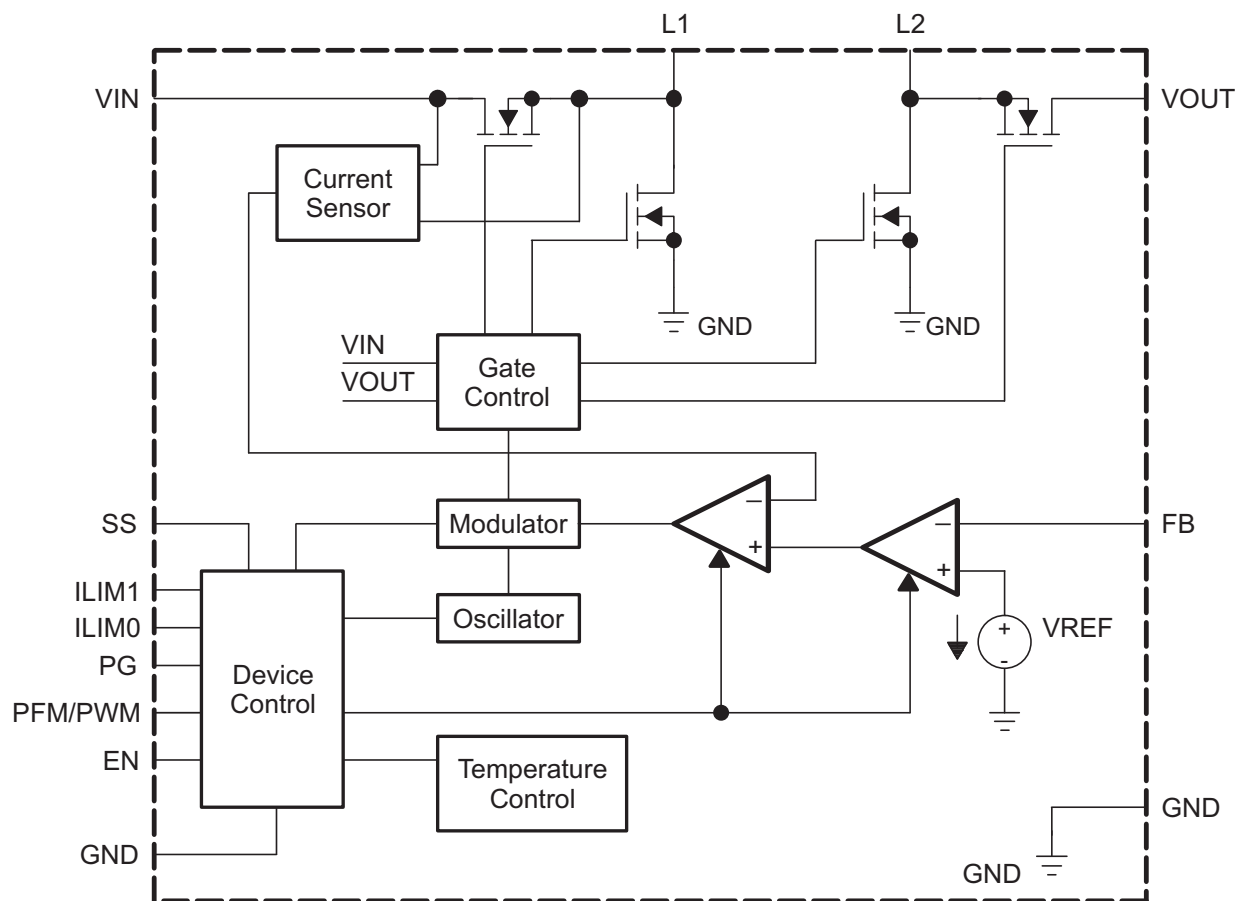 L1
L2
VIN
VOUT
Current
Sensor
GND
GND
VIN
VOUT
Gate
Control
−
+
Modulator
−
+
SS
FB
ILIM1
ILIM0
PG
PFM/PWM
EN
GND
Oscillator
Device
Control
+
-
VREF
Temperature
Control
GND
GND